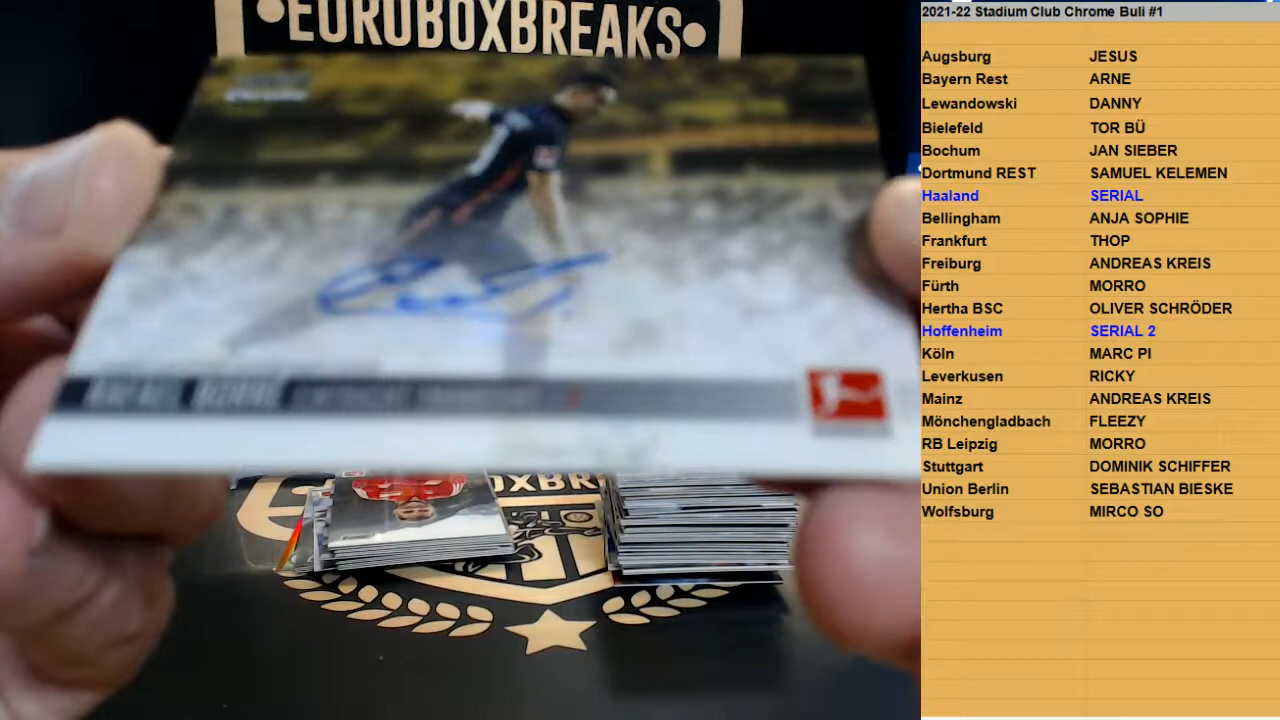 •EUROBOXBREAKS•
RAFAEL BORRÉ
OXBR
2021-22 Stadium Club Chrome Buli #1
Augsburg JESUS
Bayern Rest ARNE
Lewandowski DANNY
Bielefeld TOR BÜ
Bochum JAN SIEBER
Dortmund REST SAMUEL KELEMEN
Haaland SERIAL
Bellingham ANJA SOPHIE
Frankfurt THOP
Freiburg ANDREAS KREIS
Fürth MORRO
Hertha BSC OLIVER SCHRÖDER
Hoffenheim SERIAL 2
Köln MARC PI
Leverkusen RICKY
Mainz ANDREAS KREIS
Mönchengladbach FLEEZY
RB Leipzig MORRO
Stuttgart DOMINIK SCHIFFER
Union Berlin SEBASTIAN BIESKE
Wolfsburg MIRCO SO